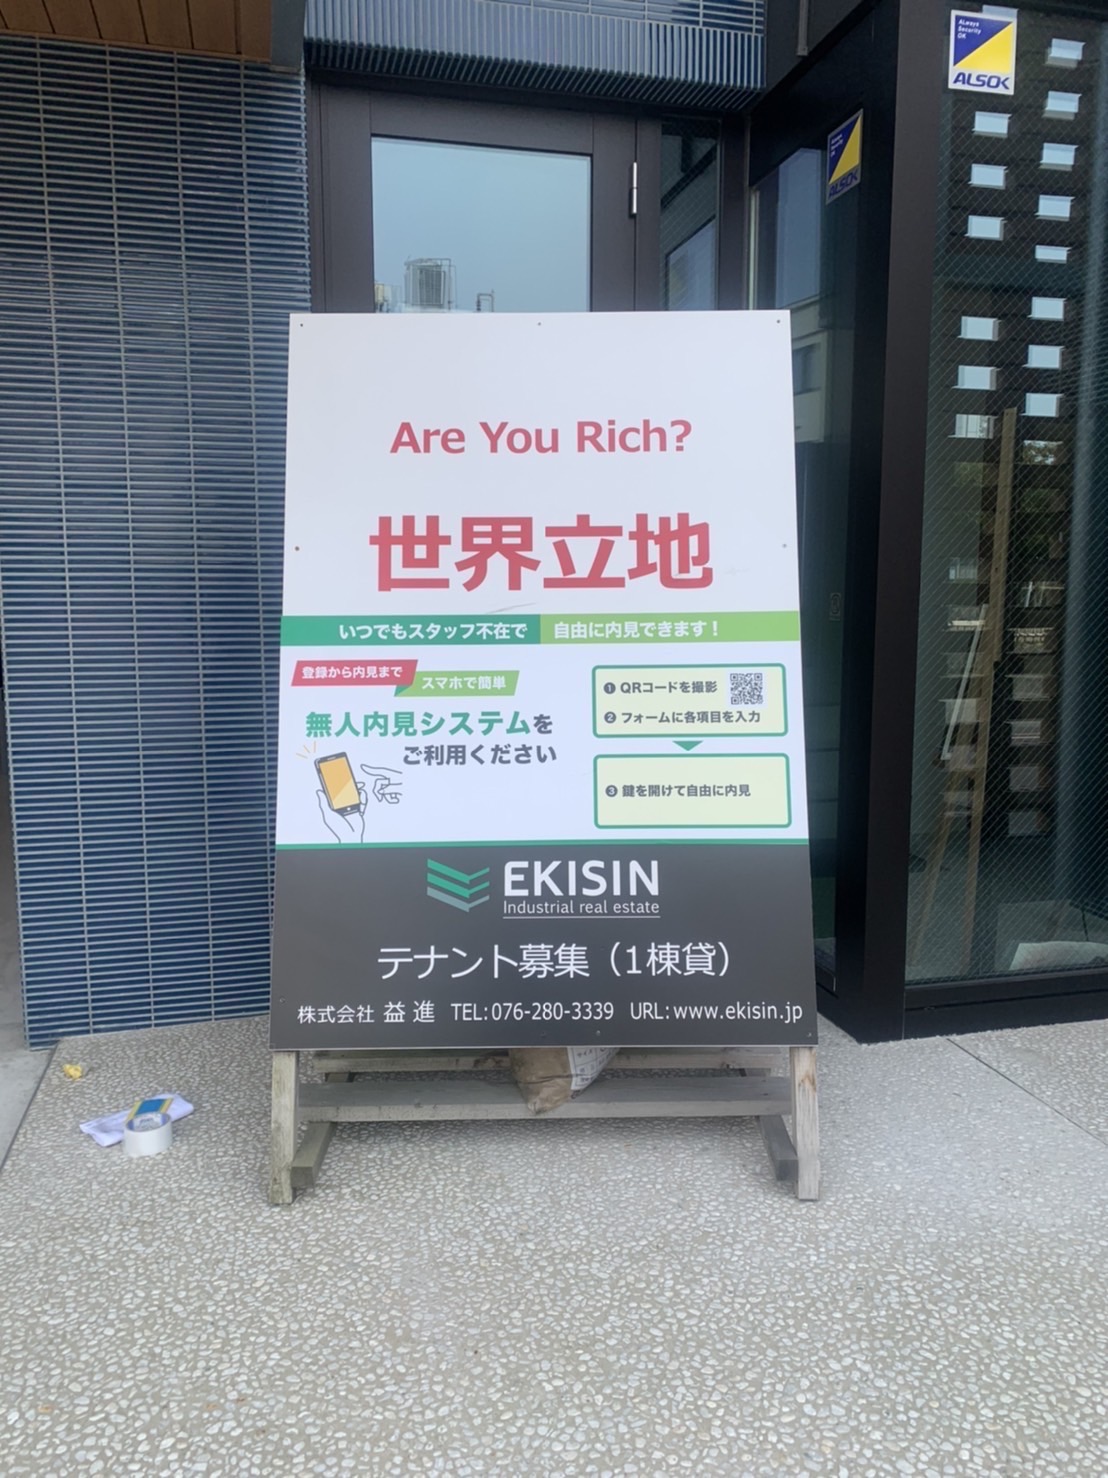 ALways
Security
OK
ALSOK
ALSOK
Are You Rich?
世界立地
いつでもスタッフ不在で 自由に内見できます！
登録から内見まで
スマホで簡単
無人内見システムを
ご利用ください
❶ QRコードを撮影
❷ フォームに各項目を入力
❸ 鍵を開けて自由に内見
EKISIN
Industrial real estate
テナント募集（1棟貸）
株式会社 益進 TEL:076-280-3339 URL:www.ekisin.jp